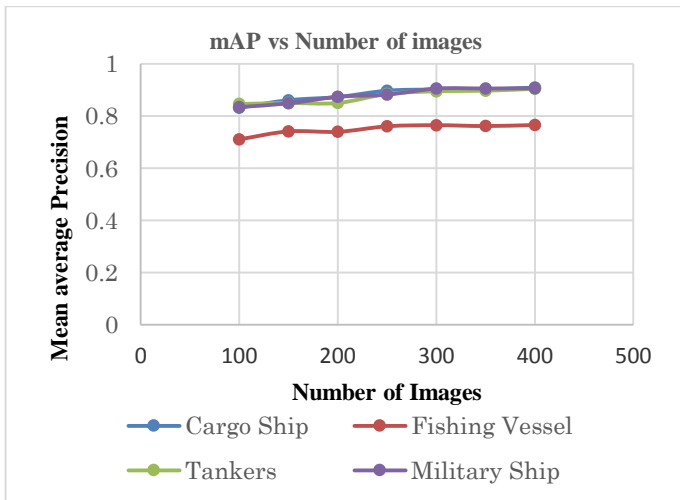 mAP vs Number of images
Mean average Precision
1
0.8
0.6
0.4
0.2
0
0 100 200 300 400 500
Number of Images
Cargo Ship Fishing Vessel
Tankers Military Ship